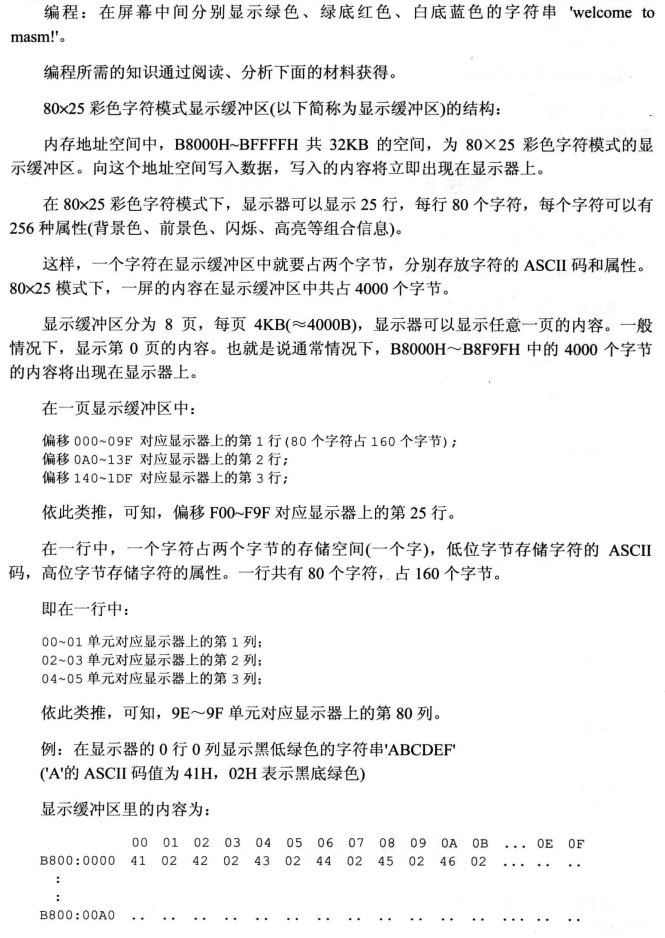 编程：在屏幕中间分别显示绿色、绿底红色、白底蓝色的字符串 'welcome to
masm!'。
编程所需的知识通过阅读、分析下面的材料获得。
80×25 彩色字符模式显示缓冲区(以下简称为显示缓冲区)的结构：
内存地址空间中，B8000H~BFFFFH 共 32KB 的空间，为 80×25 彩色字符模式的显
示缓冲区。向这个地址空间写入数据，写入的内容将立即出现在显示器上。
在 80×25 彩色字符模式下，显示器可以显示 25 行，每行 80 个字符，每个字符可以有
256 种属性(背景色、前景色、闪烁、高亮等组合信息)。
这样，一个字符在显示缓冲区中就要占两个字节，分别存放字符的 ASCII 码和属性。
80×25 模式下，一屏的内容在显示缓冲区中共占 4000 个字节。
显示缓冲区分为 8 页，每页 4KB(≈4000B)，显示器可以显示任意一页的内容。一般
情况下，显示第 0 页的内容。也就是说通常情况下，B8000H～B8F9FH 中的 4000 个字节
的内容将出现在显示器上。
在一页显示缓冲区中：
偏移 000~09F 对应显示器上的第 1 行(80 个字符占 160 个字节)；
偏移 0A0~13F 对应显示器上的第 2 行；
偏移 140~1DF 对应显示器上的第 3 行；
依此类推，可知，偏移 F00~F9F 对应显示器上的第 25 行。
在一行中，一个字符占两个字节的存储空间(一个字)，低位字节存储字符的 ASCII
码，高位字节存储字符的属性。一行共有 80 个字符，占 160 个字节。
即在一行中：
00~01 单元对应显示器上的第 1 列；
02~03 单元对应显示器上的第 2 列；
04~05 单元对应显示器上的第 3 列；
依此类推，可知，9E～9F 单元对应显示器上的第 80 列。
例：在显示器的 0 行 0 列显示黑低绿色的字符串'ABCDEF'
('A'的 ASCII 码值为 41H，02H 表示黑底绿色)
显示缓冲区里的内容为：
00 01 02 03 04 05 06 07 08 09 0A 0B ... 0E 0F
B800:0000 41 02 42 02 43 02 44 02 45 02 46 02 ... .. ..
:
:
B800:00A0 .. .. .. .. .. .. .. .. .. .. .. .. ... .. ..